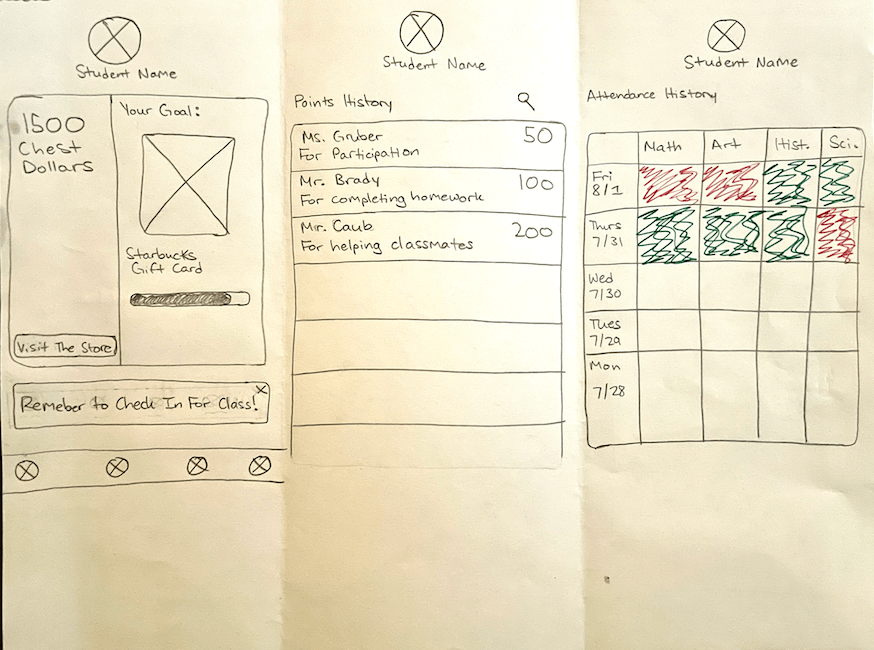 Student Name
1500
Chest
Dollars
Your Goal:
Starbucks
Gift Card
Visit The Store
Remeber to Check In For Class!
Student Name
Points History
Ms. Gruber 50
For Participation
Mr. Brady 100
For completing homework
Mr. Caub 200
For helping classmates
Student Name
Attendance History
Math Art Hist. Sci.
Fri
8/1
Thurs
7/31
Wed
7/30
Tues
7/29
Mon
7/28